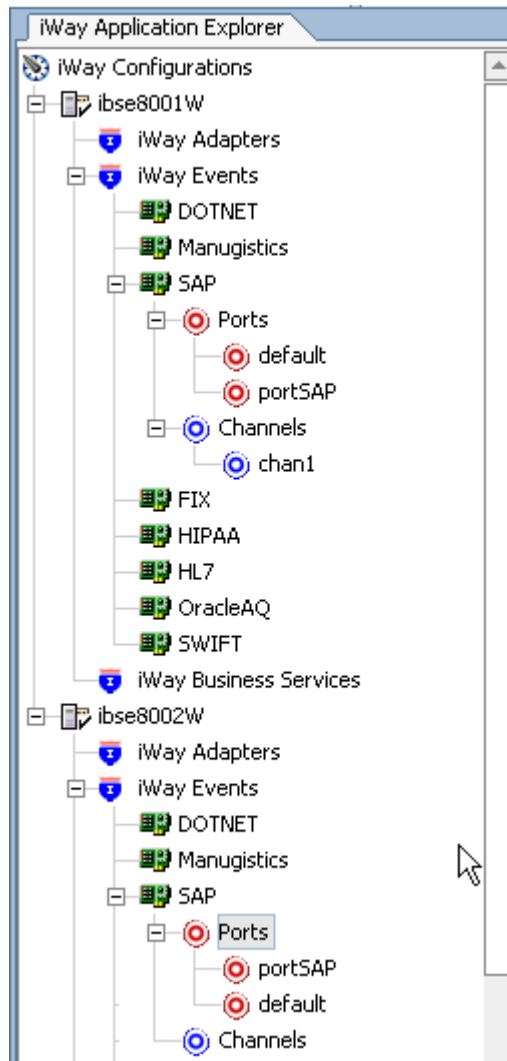 iWay Application Explorer
iWay Configurations
ibse8001W
iWay Adapters
iWay Events
DOTNET
Manugistics
SAP
Ports
default
portSAP
Channels
chan1
FIX
HIPAA
HL7
OracleAQ
SWIFT
iWay Business Services
ibse8002W
iWay Adapters
iWay Events
DOTNET
Manugistics
SAP
Ports
portSAP
default
Channels